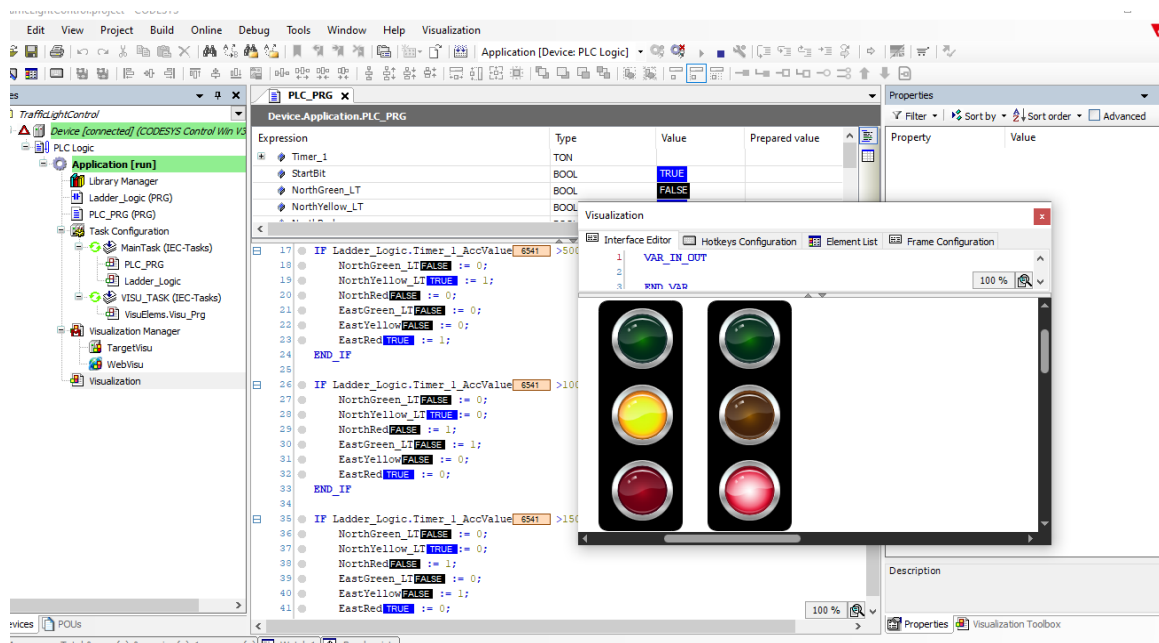 Edit View Project Build Online Debug Tools Window Help Visualization
Application [Device: PLC Logic]
PLC_PRG X
Properties
TrafficLightControl
Device [connected] (CODESYS Control Win V3
PLC Logic
Application [run]
Library Manager
Ladder_Logic (PRG)
PLC_PRG (PRG)
Task Configuration
MainTask (IEC-Tasks)
PLC_PRG
Ladder_Logic
VISU_TASK (IEC-Tasks)
VisuElems.Visu_Prg
Visualization Manager
TargetVisu
WebVisu
Visualization
POUs
Device.Application.PLC_PRG
Expression Type Value Prepared value
Timer_1 TON
StartBit BOOL TRUE
NorthGreen_LT BOOL FALSE
NorthYellow_LT BOOL
17 IF Ladder_Logic.Timer_1_AccValue 6541 >500
18 NorthGreen_LT FALSE := 0;
19 NorthYellow_LT TRUE := 1;
20 NorthRed FALSE := 0;
21 EastGreen_LT FALSE := 0;
22 EastYellow FALSE := 0;
23 EastRed TRUE := 1;
24 END_IF
25
26 IF Ladder_Logic.Timer_1_AccValue 6541 >100
27 NorthGreen_LT FALSE := 0;
28 NorthYellow_LT TRUE := 0;
29 NorthRed FALSE := 1;
30 EastGreen_LT FALSE := 1;
31 EastYellow FALSE := 0;
32 EastRed TRUE := 0;
33 END_IF
34
35 IF Ladder_Logic.Timer_1_AccValue 6541 >150
36 NorthGreen_LT FALSE := 0;
37 NorthYellow_LT TRUE := 0;
38 NorthRed FALSE := 1;
39 EastGreen_LT FALSE := 0;
40 EastYellow FALSE := 1;
41 EastRed TRUE := 0;
100 %
Visualization x
Interface Editor Hotkeys Configuration Element List Frame Configuration
1 VAR_IN_OUT
2
3 END_VAR
100 %
Filter Sort by Sort order Advanced
Property Value
Description
Properties Visualization Toolbox